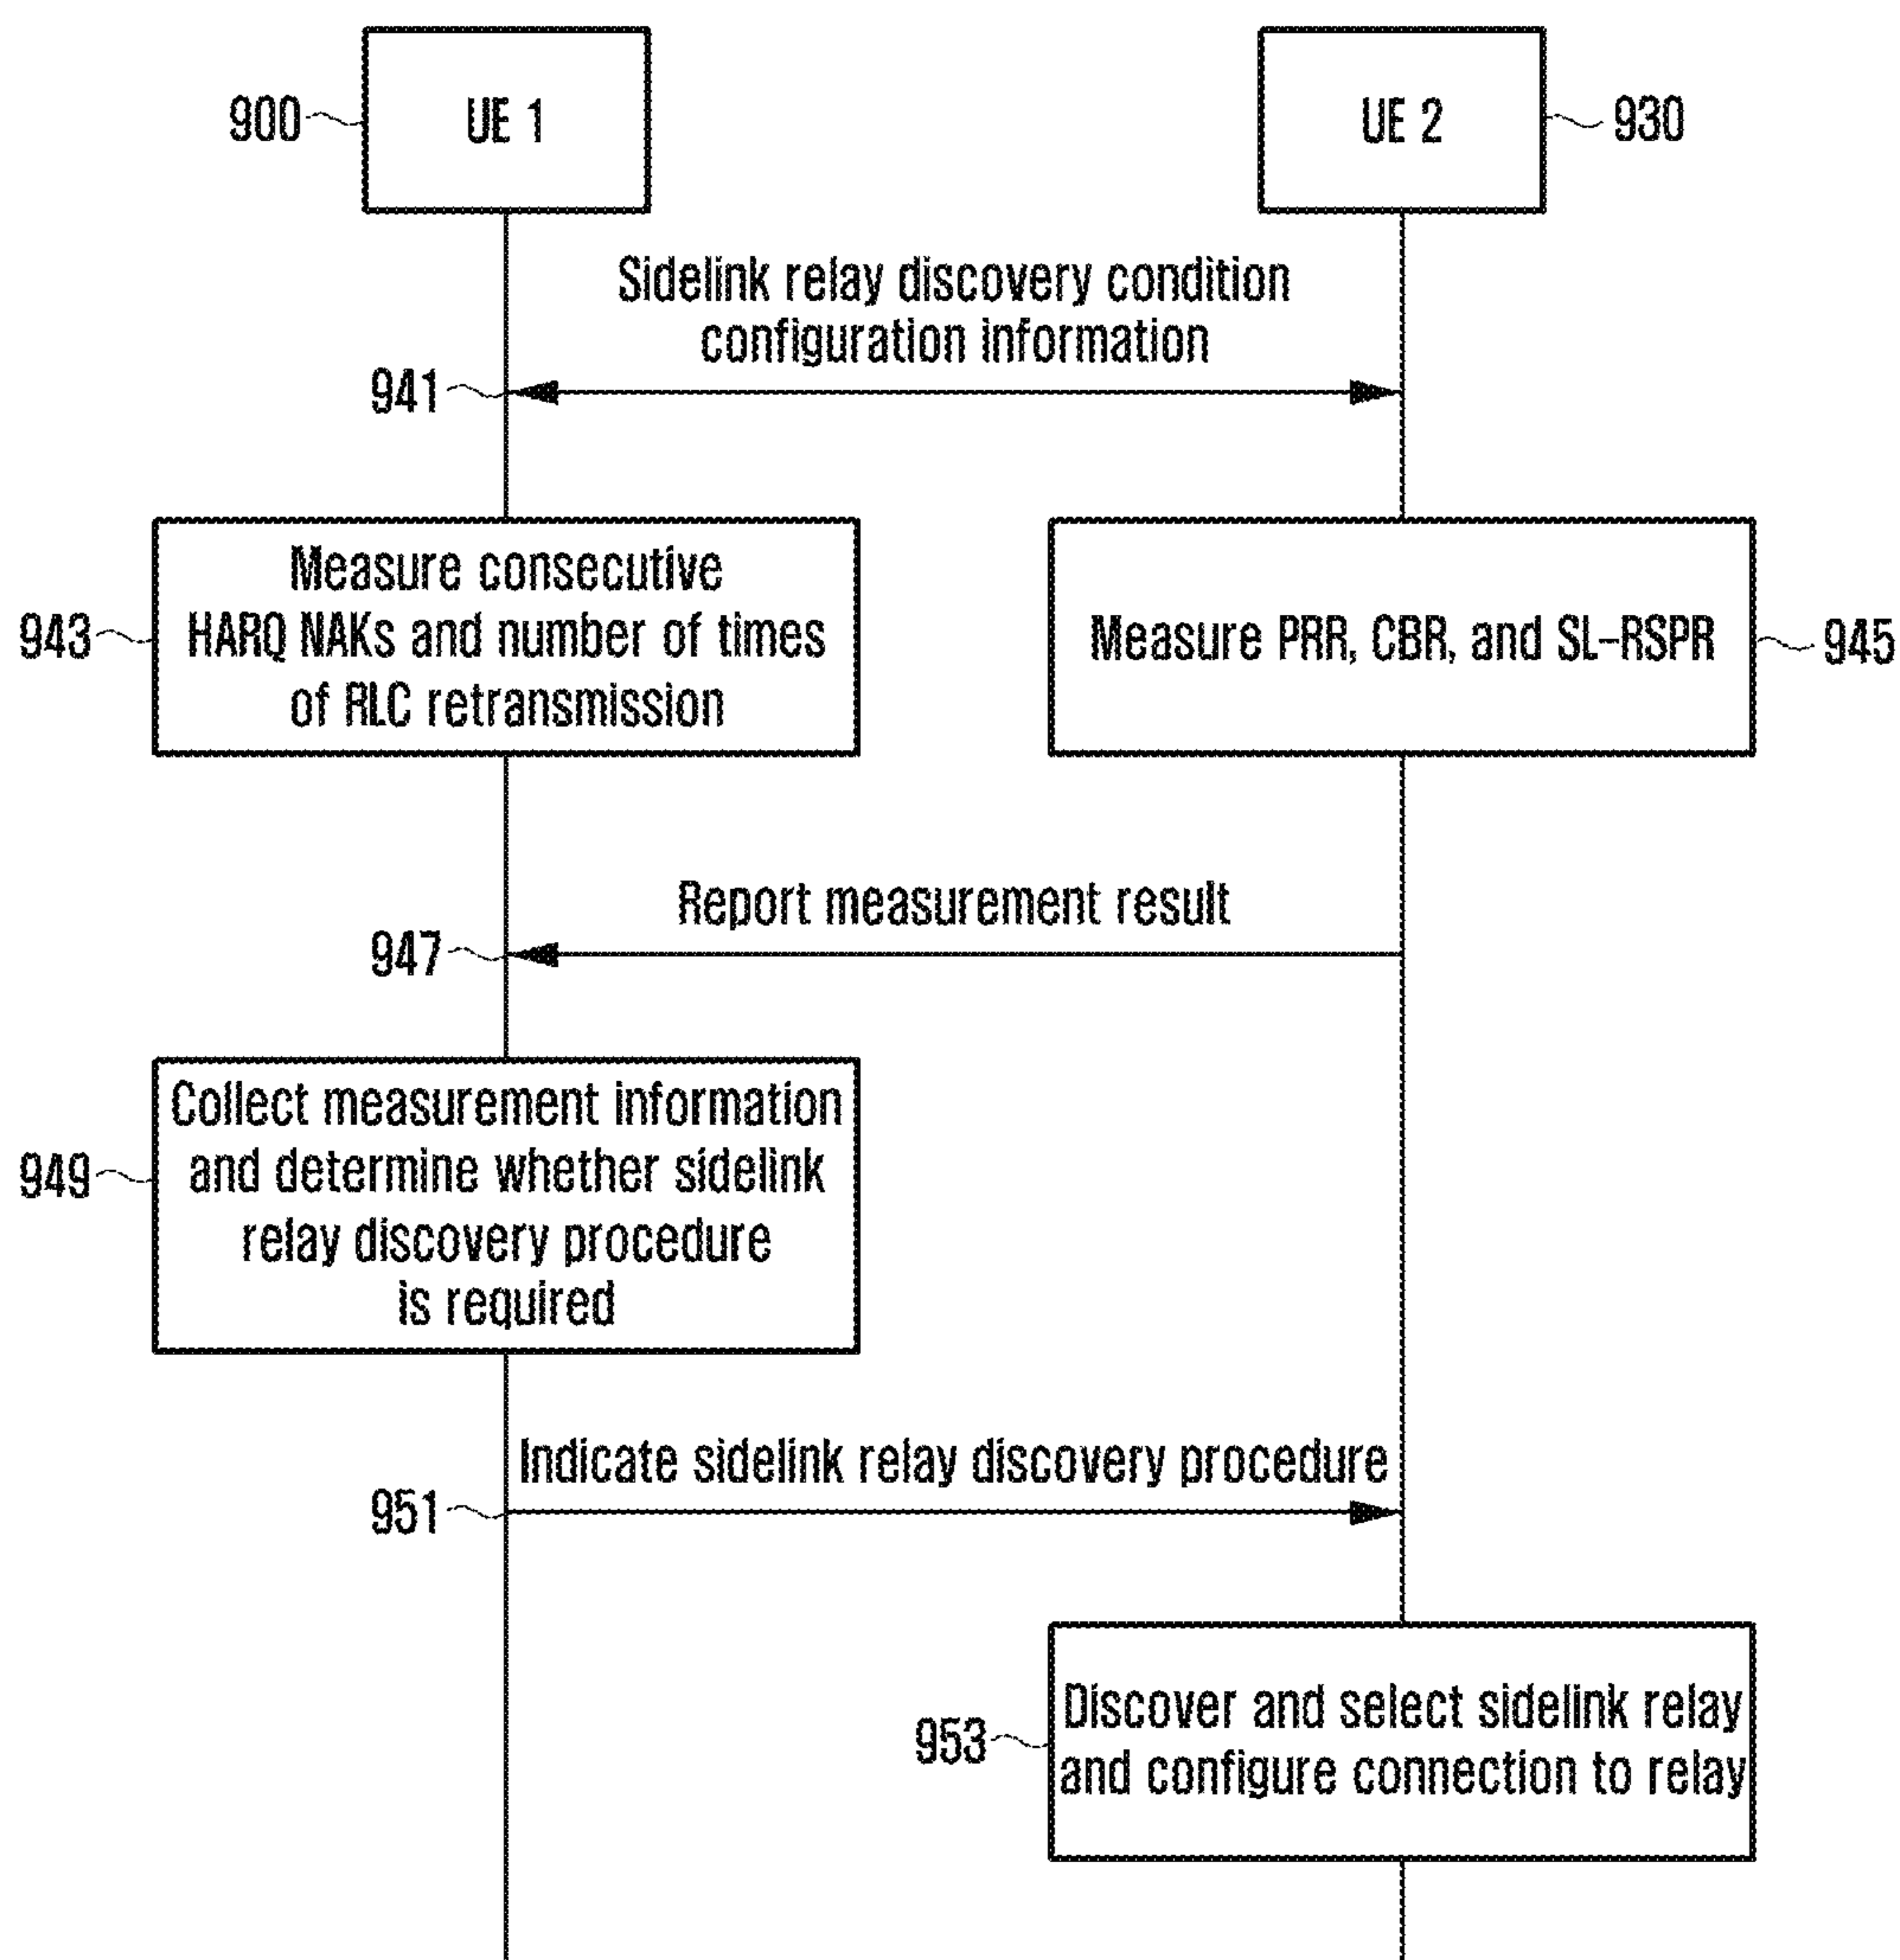 900
UE 1
UE 2
930
Sidelink relay discovery condition
configuration information
941
943
Measure consecutive
HARQ NAKs and number of times
of RLC retransmission
Measure PRR, CBR, and SL-RSPR
945
Report measurement result
947
949
Collect measurement information
and determine whether sidelink
relay discovery procedure
is required
Indicate sidelink relay discovery procedure
951
953
Discover and select sidelink relay
and configure connection to relay